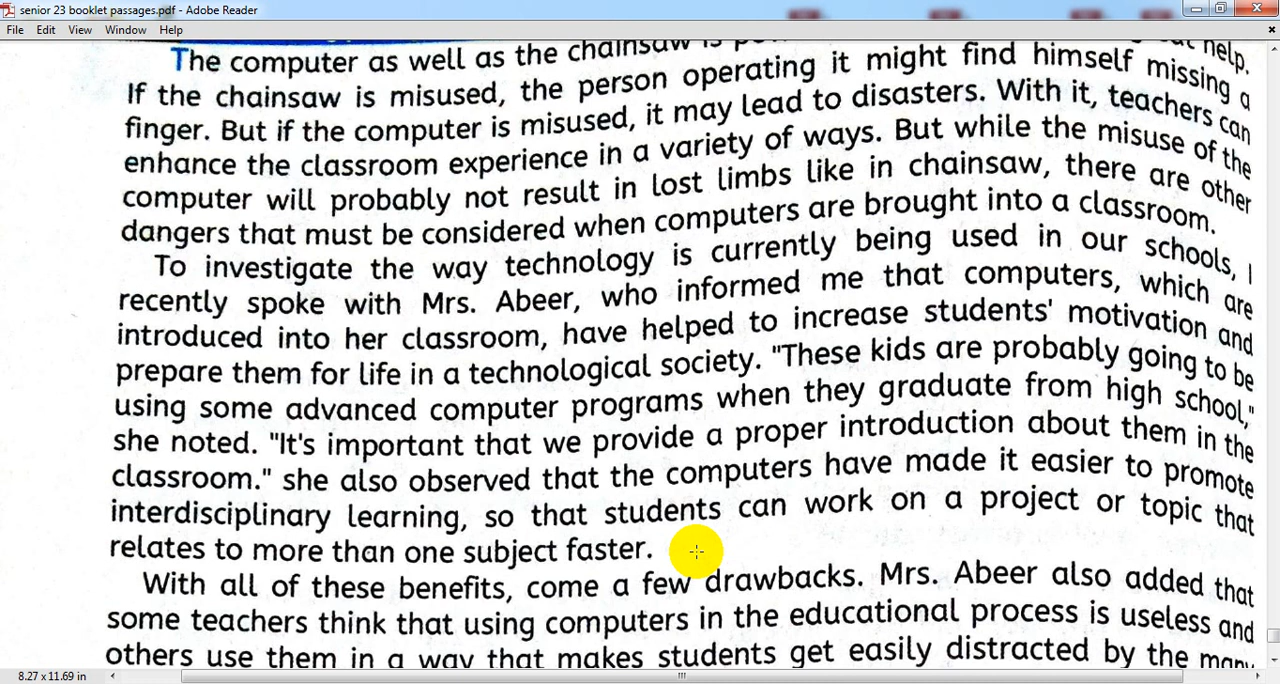 senior 23 booklet passages.pdf - Adobe Reader
File Edit View Window Help
The computer as well as the chainsaw is help.
If the chainsaw is misused, the person operating it might find himself missing a
finger. But if the computer is misused, it may lead to disasters. With it, teachers can
enhance the classroom experience in a variety of ways. But while the misuse of the
computer will probably not result in lost limbs like in chainsaw, there are other
dangers that must be considered when computers are brought into a classroom.
To investigate the way technology is currently being used in our schools, I
recently spoke with Mrs. Abeer, who informed me that computers, which are
introduced into her classroom, have helped to increase students' motivation and
prepare them for life in a technological society. "These kids are probably going to be
using some advanced computer programs when they graduate from high school,"
she noted. "It's important that we provide a proper introduction about them in the
classroom." she also observed that the computers have made it easier to promote
interdisciplinary learning, so that students can work on a project or topic that
relates to more than one subject faster.
With all of these benefits, come a few drawbacks. Mrs. Abeer also added that
some teachers think that using computers in the educational process is useless and
others use them in a way that makes students get easily distracted by the many
8.27 x 11.69 in